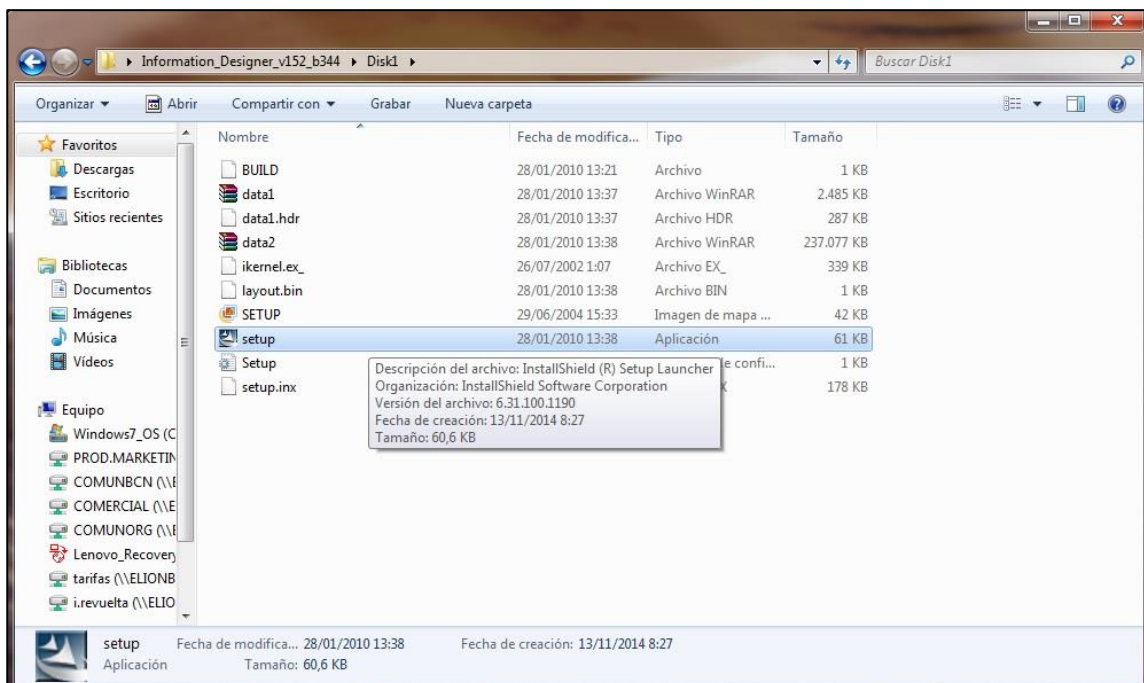 Information_Designer_v152_b344 Disk1
Buscar Disk1
Organizar Abrir Compartir con Grabar Nueva carpeta
Favoritos
Descargas
Escritorio
Sitios recientes
Bibliotecas
Documentos
Imágenes
Música
Vídeos
Equipo
Windows7_OS (C
PROD.MARKETIN
COMUNBCN (\\E
COMERCIAL (\\E
COMUNORG (\\E
Lenovo_Recovery
tarifas (\\ELIONB
i.revuelta (\\ELIO
Nombre Fecha de modifica... Tipo Tamaño
BUILD 28/01/2010 13:21 Archivo 1 KB
data1 28/01/2010 13:37 Archivo WinRAR 2.485 KB
data1.hdr 28/01/2010 13:37 Archivo HDR 287 KB
data2 28/01/2010 13:38 Archivo WinRAR 237.077 KB
ikernel.ex_ 26/07/2002 1:07 Archivo EX_ 339 KB
layout.bin 28/01/2010 13:38 Archivo BIN 1 KB
SETUP 29/06/2004 15:33 Imagen de mapa ... 42 KB
setup 28/01/2010 13:38 Aplicación 61 KB
Setup e confi... 1 KB
setup.inx X 178 KB
Descripción del archivo: InstallShield (R) Setup Launcher
Organización: InstallShield Software Corporation
Versión del archivo: 6.31.100.1190
Fecha de creación: 13/11/2014 8:27
Tamaño: 60,6 KB
setup Fecha de modifica... 28/01/2010 13:38 Fecha de creación: 13/11/2014 8:27
Aplicación Tamaño: 60,6 KB